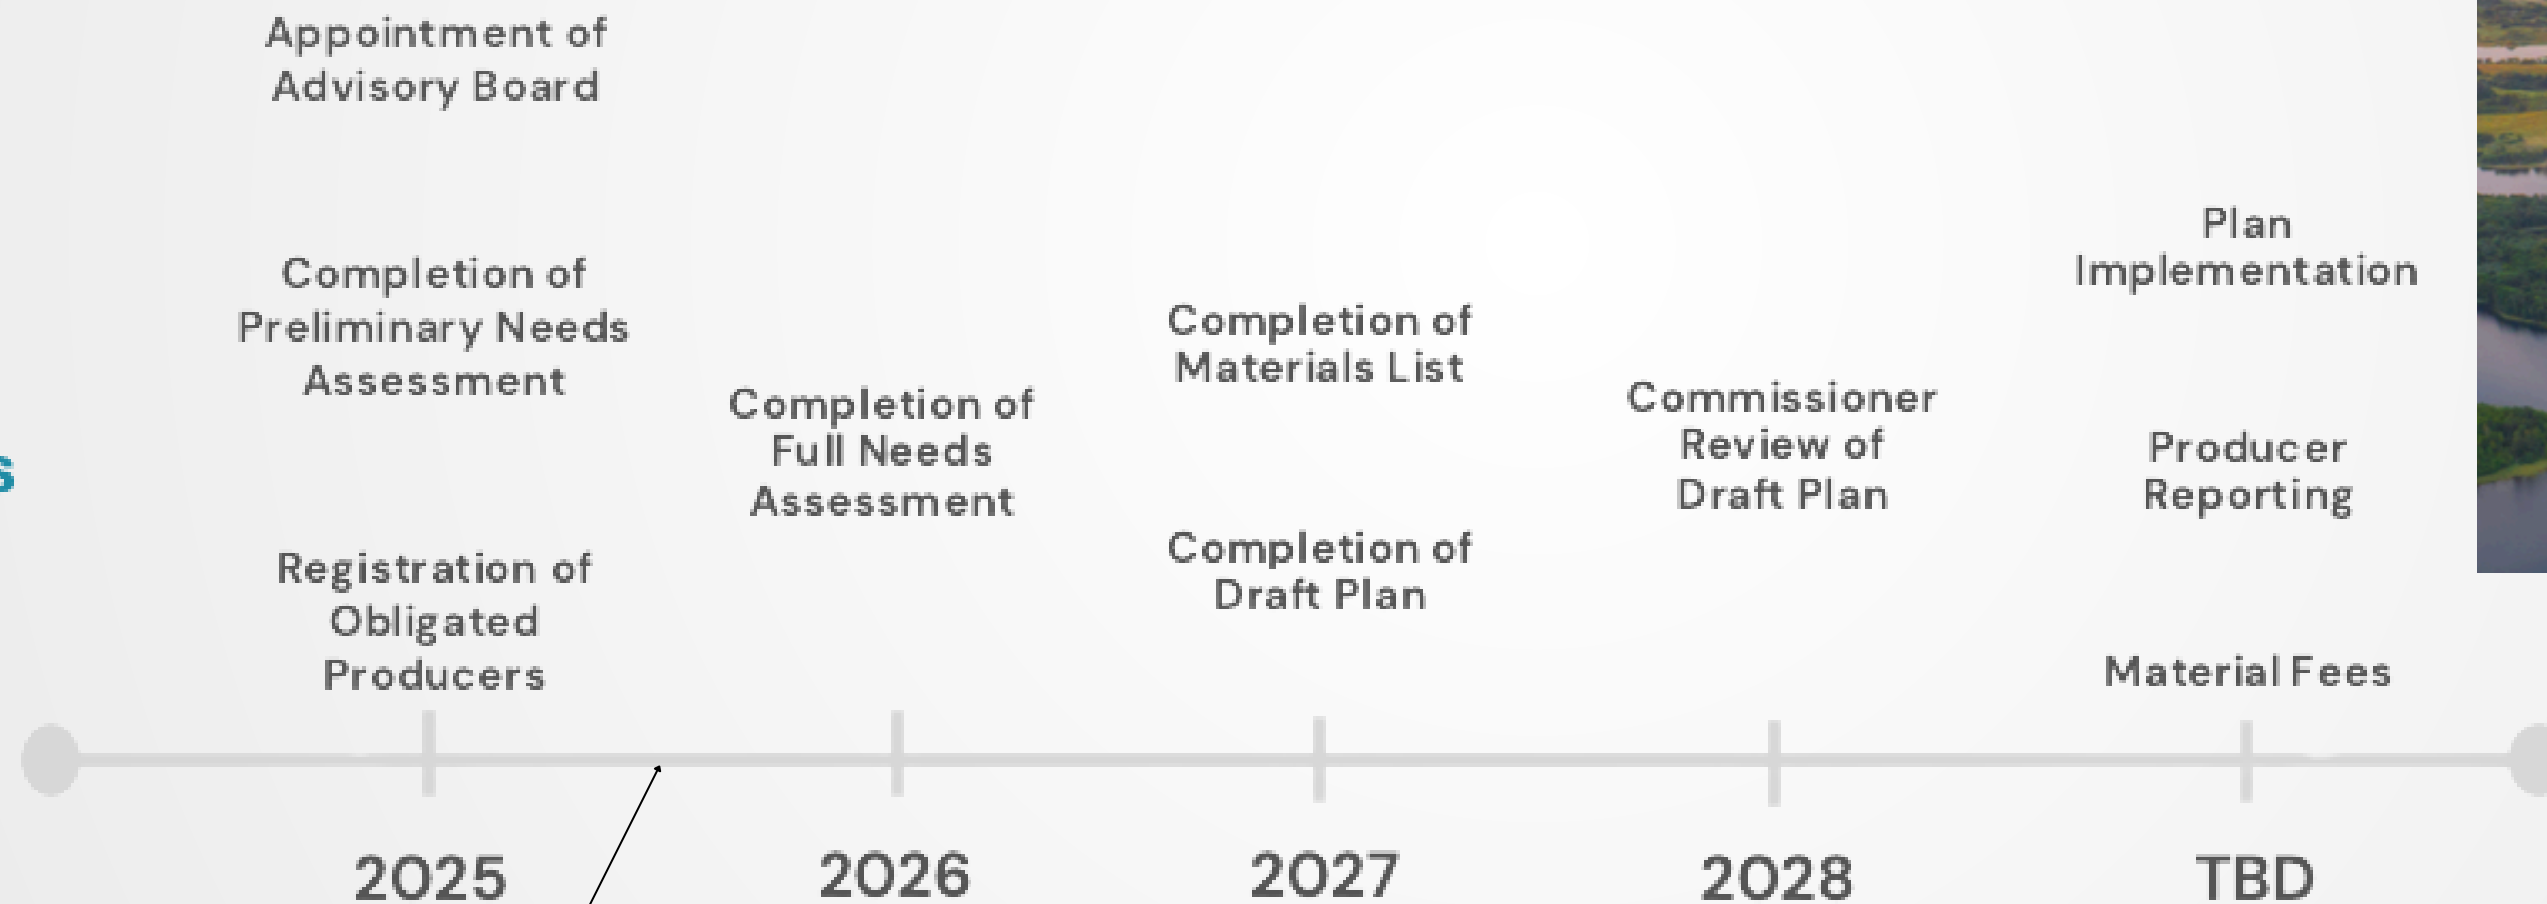 Appointment of
Advisory Board
Completion of
Preliminary Needs
Assessment
Registration of
Obligated
Producers
2025
Completion of
Full Needs
Assessment
2026
Completion of
Materials List
Completion of
Draft Plan
2027
Commissioner
Review of
Draft Plan
2028
Plan
Implementation
Producer
Reporting
Material Fees
TBD